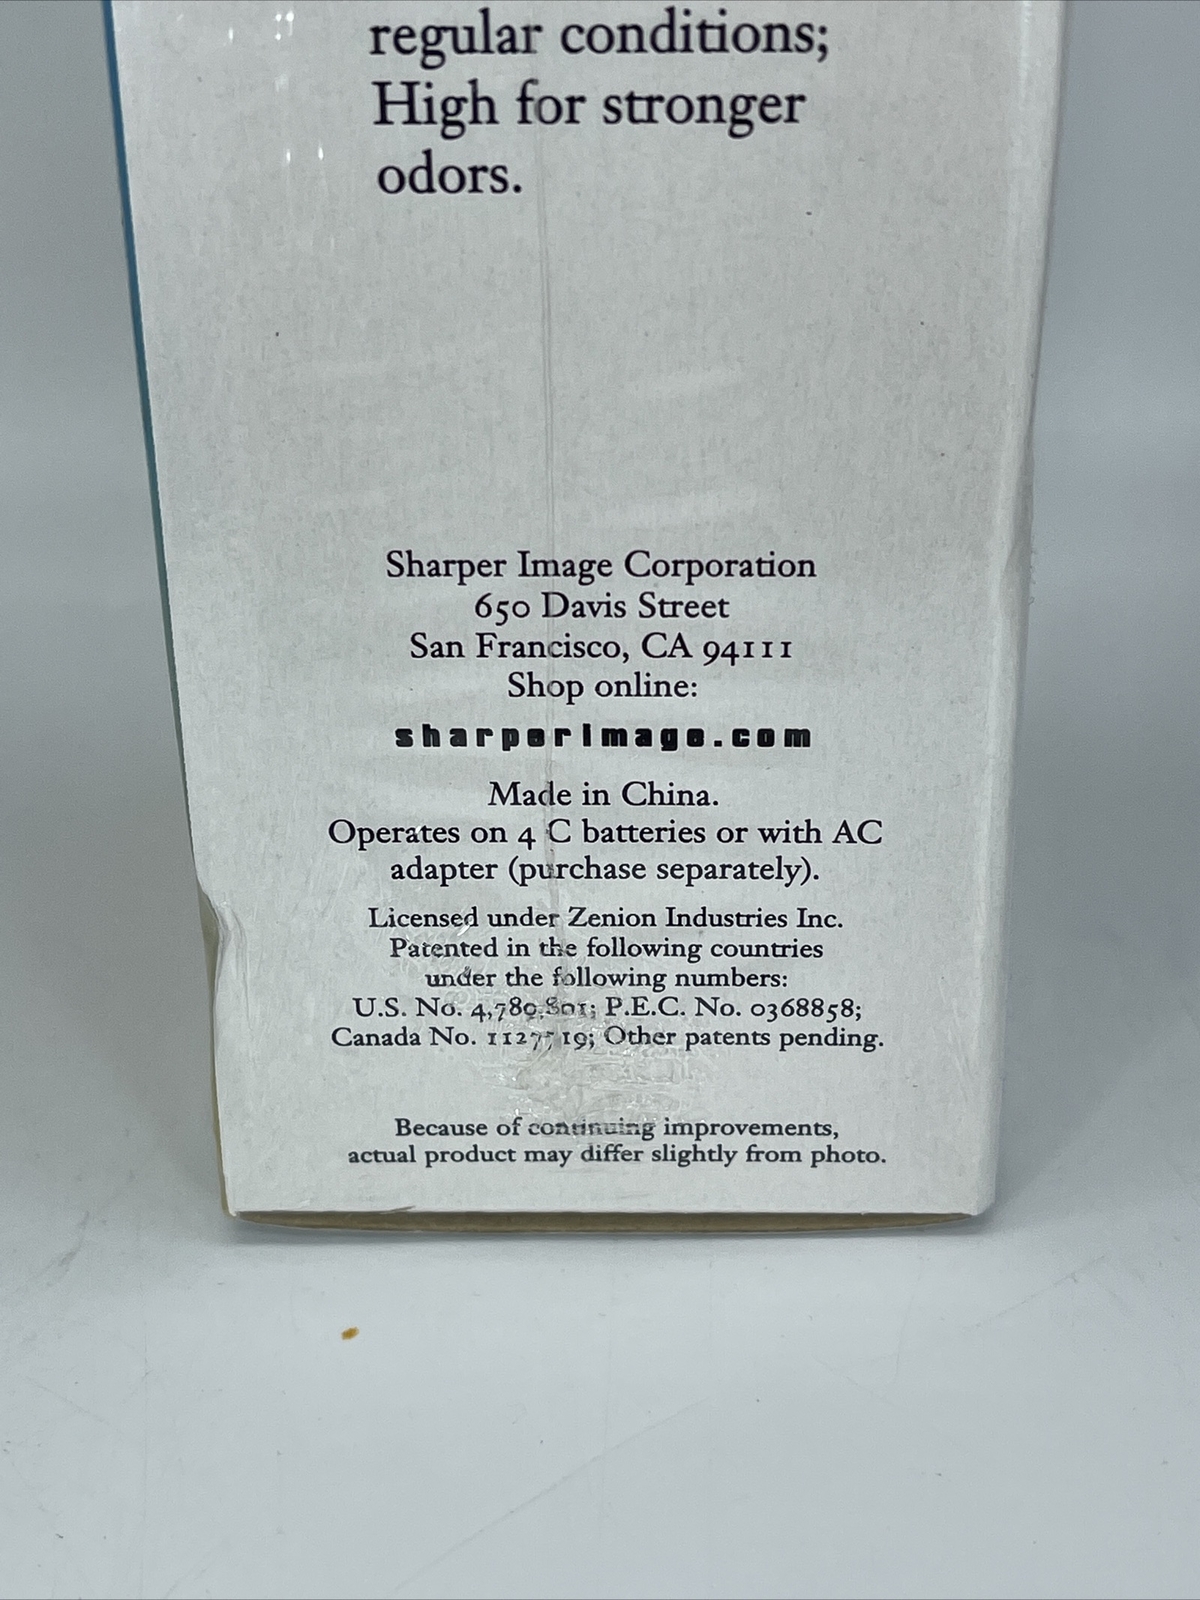 regular conditions;
High for stronger
odors.
Sharper Image Corporation
650 Davis Street
San Francisco, CA 94111
Shop online:
sharperimage.com
Made in China.
Operates on 4 C batteries or with AC
adapter (purchase separately).
Licensed under Zenion Industries Inc.
Patented in the following countries
under the following numbers:
U.S. No. 4,789,801; P.E.C. No. 0368858;
Canada No. 1127519; Other patents pending.
Because of continuing improvements,
actual product may differ slightly from photo.